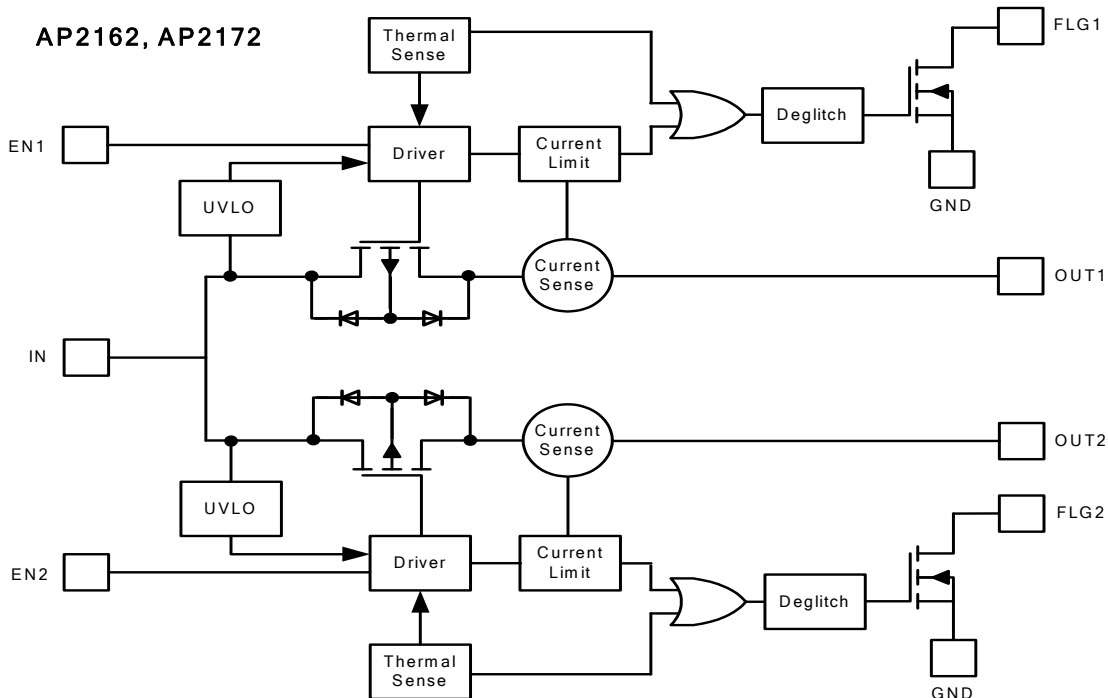 AP2162, AP2172
Thermal
Sense
FLG1
EN1
Driver
Current
Limit
Deglitch
UVLO
GND
Current
Sense
OUT1
IN
Current
Sense
OUT2
UVLO
FLG2
EN2
Driver
Current
Limit
Deglitch
Thermal
Sense
GND